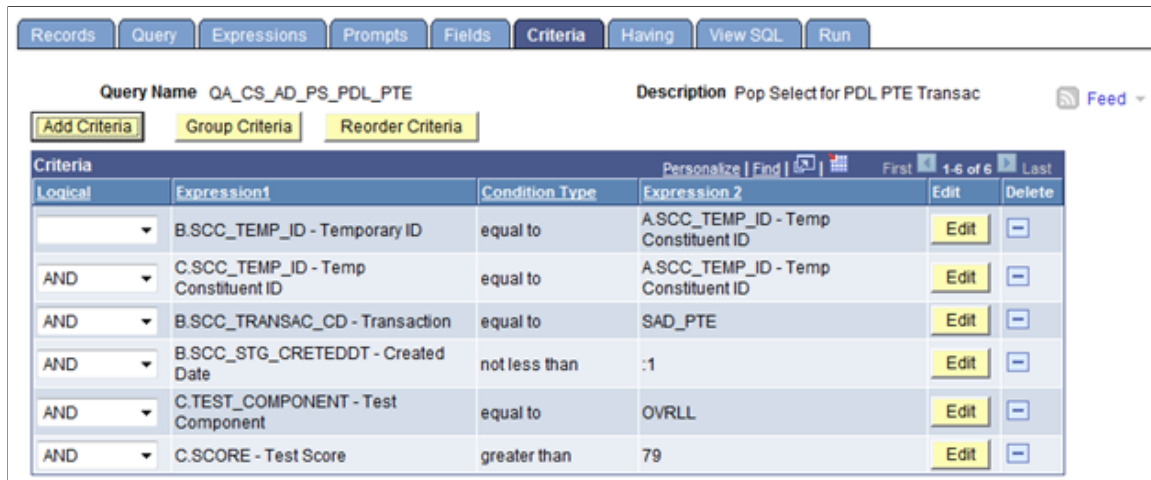 Records Query Expressions Prompts Fields Criteria Having View SQL Run
Query Name QA_CS_AD_PS_PDL_PTE Description Pop Select for PDL PTE Transac Feed
Add Criteria Group Criteria Reorder Criteria
Criteria Personalize | Find | | First 1-6 of 6 Last
Logical Expression1 Condition Type Expression 2 Edit Delete
B.SCC_TEMP_ID - Temporary ID equal to A.SCC_TEMP_ID - Temp
Constituent ID Edit
AND C.SCC_TEMP_ID - Temp
Constituent ID equal to A.SCC_TEMP_ID - Temp
Constituent ID Edit
AND B.SCC_TRANSAC_CD - Transaction equal to SAD_PTE Edit
AND B.SCC_STG_CRETEDDT - Created
Date not less than :1 Edit
AND C.TEST_COMPONENT - Test
Component equal to OVRLL Edit
AND C.SCORE - Test Score greater than 79 Edit